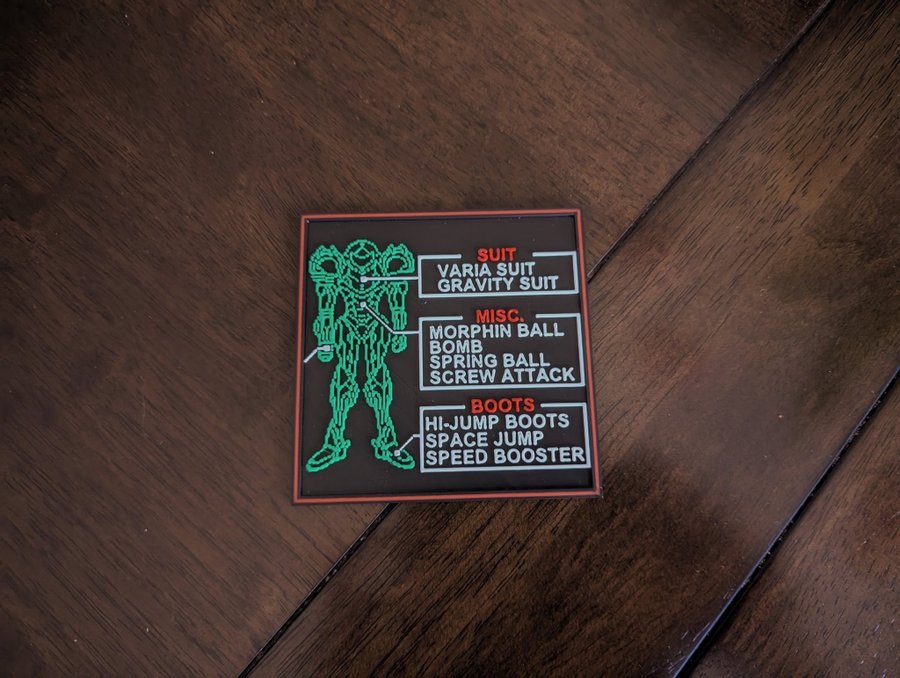 SUIT
VARIA SUIT
GRAVITY SUIT
MISC.
MORPHIN BALL
BOMB
SPRING BALL
SCREW ATTACK
BOOTS
HI-JUMP BOOTS
SPACE JUMP
SPEED BOOSTER